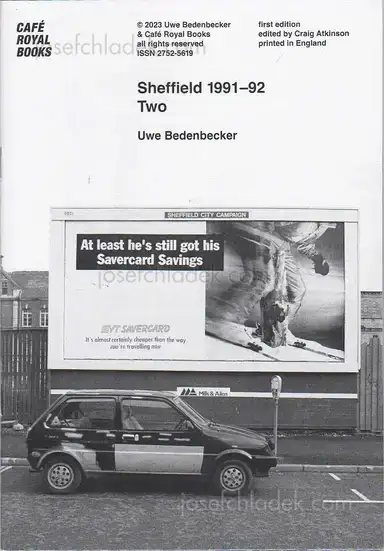 CAFÉ
ROYAL
BOOKS
© 2023 Uwe Bedenbecker
& Café Royal Books
all rights reserved
ISSN 2752-5619
first edition
edited by Craig Atkinson
printed in England
Sheffield 1991–92
Two
Uwe Bedenbecker
SHEFFIELD CITY CAMPAIGN
At least he's still got his
Savercard Savings
SAVERCARD
It's almost certainly cheaper than the way
you're travelling now
Mills & Allen
josefchladek.com
josefchladek.com
josefchladek.com